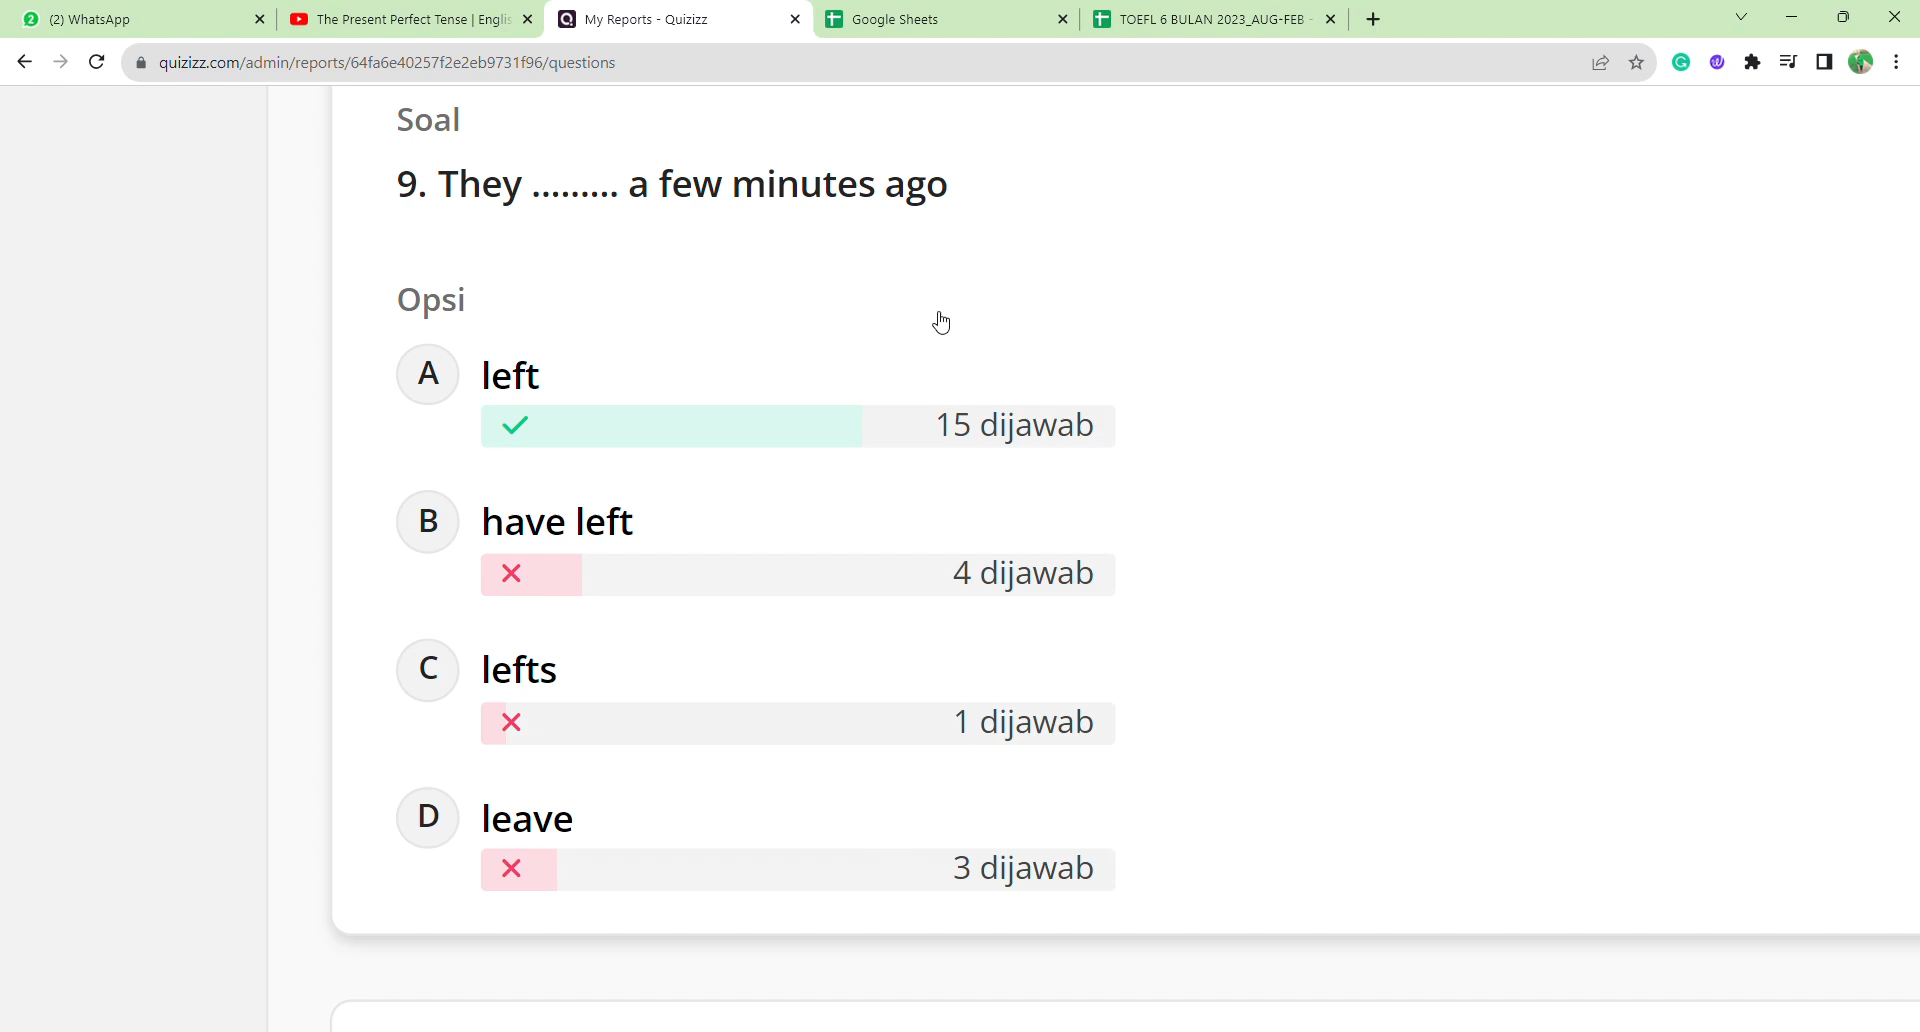 (2) WhatsApp
The Present Perfect Tense | Englis
My Reports - Quizizz
Google Sheets
TOEFL 6 BULAN 2023_AUG-FEB -
quizizz.com/admin/reports/64fa6e40257f2e2eb9731f96/questions
Soal
9. They ......... a few minutes ago
Opsi
A left
15 dijawab
B have left
4 dijawab
C lefts
1 dijawab
D leave
3 dijawab